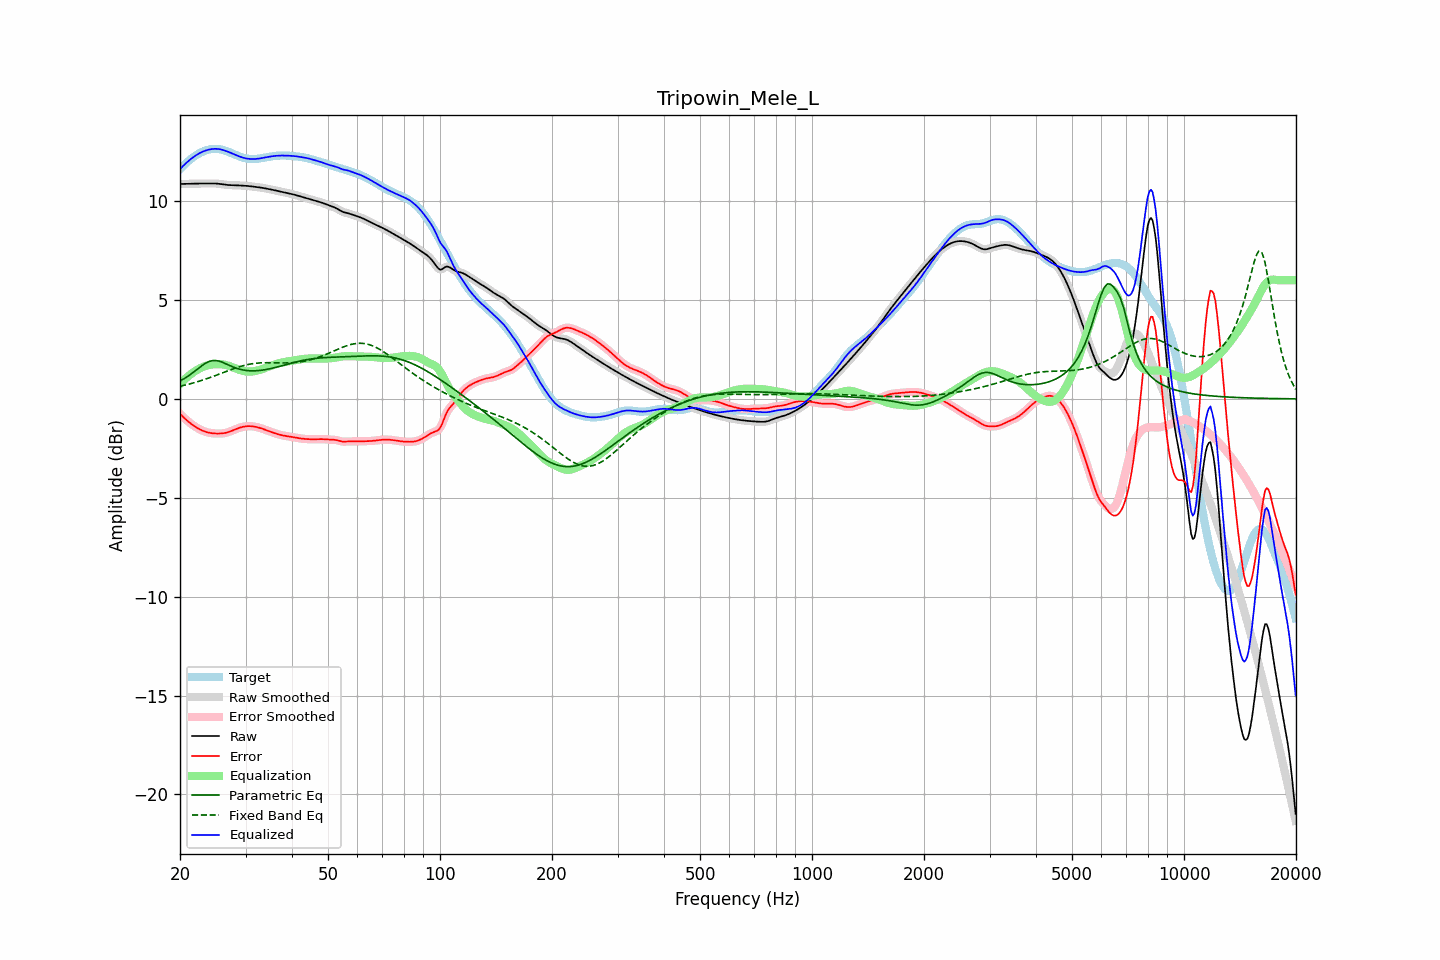 Tripowin_Mele_L
Amplitude (dBr)
10
5
0
−5
−10
−15
−20
Target
Raw Smoothed
Error Smoothed
Raw
Error
Equalization
Parametric Eq
Fixed Band Eq
Equalized
20 50 100 200 500 1000 2000 5000 10000 20000
Frequency (Hz)